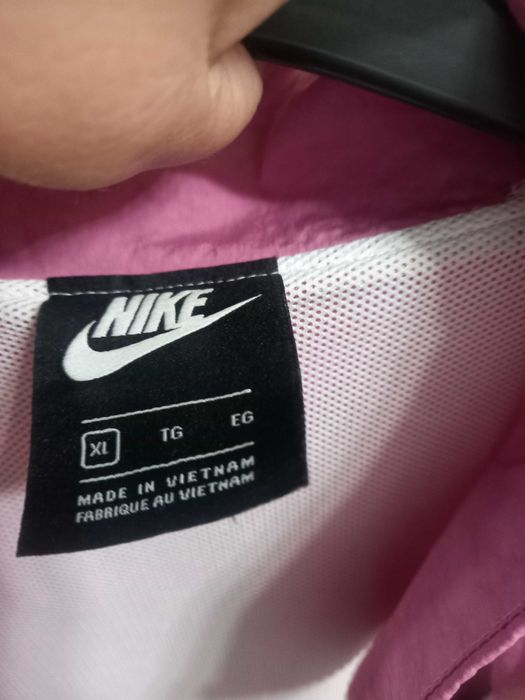 NIKE
XL TG EG
MADE IN VIETNAM
FABRIQUE AU VIETNAM